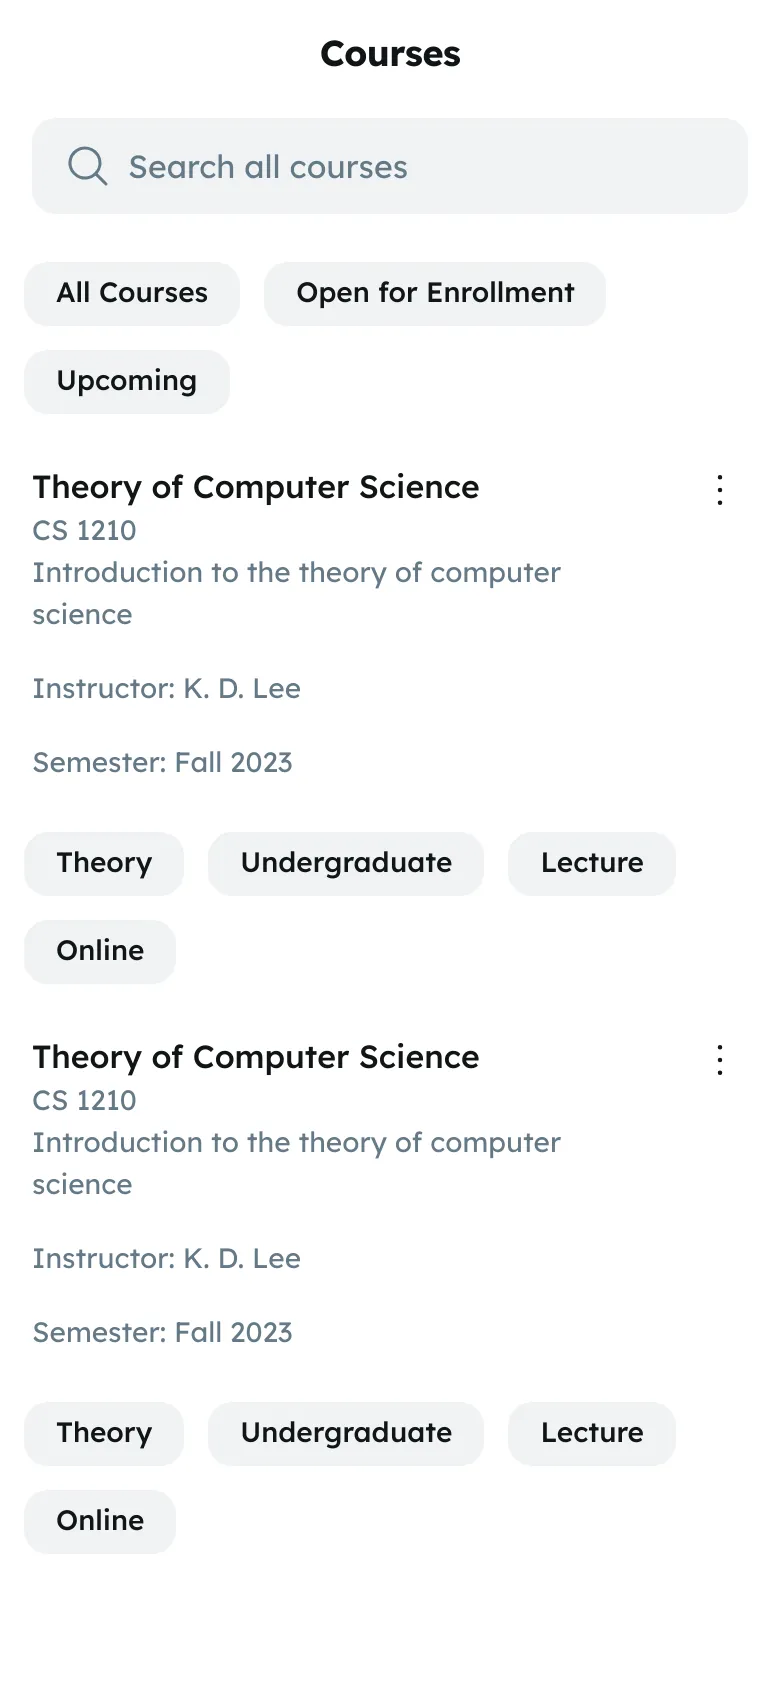 Courses
Search all courses
All Courses Open for Enrollment
Upcoming
Theory of Computer Science
CS 1210
Introduction to the theory of computer
science
Instructor: K. D. Lee
Semester: Fall 2023
Theory Undergraduate Lecture
Online
Theory of Computer Science
CS 1210
Introduction to the theory of computer
science
Instructor: K. D. Lee
Semester: Fall 2023
Theory Undergraduate Lecture
Online